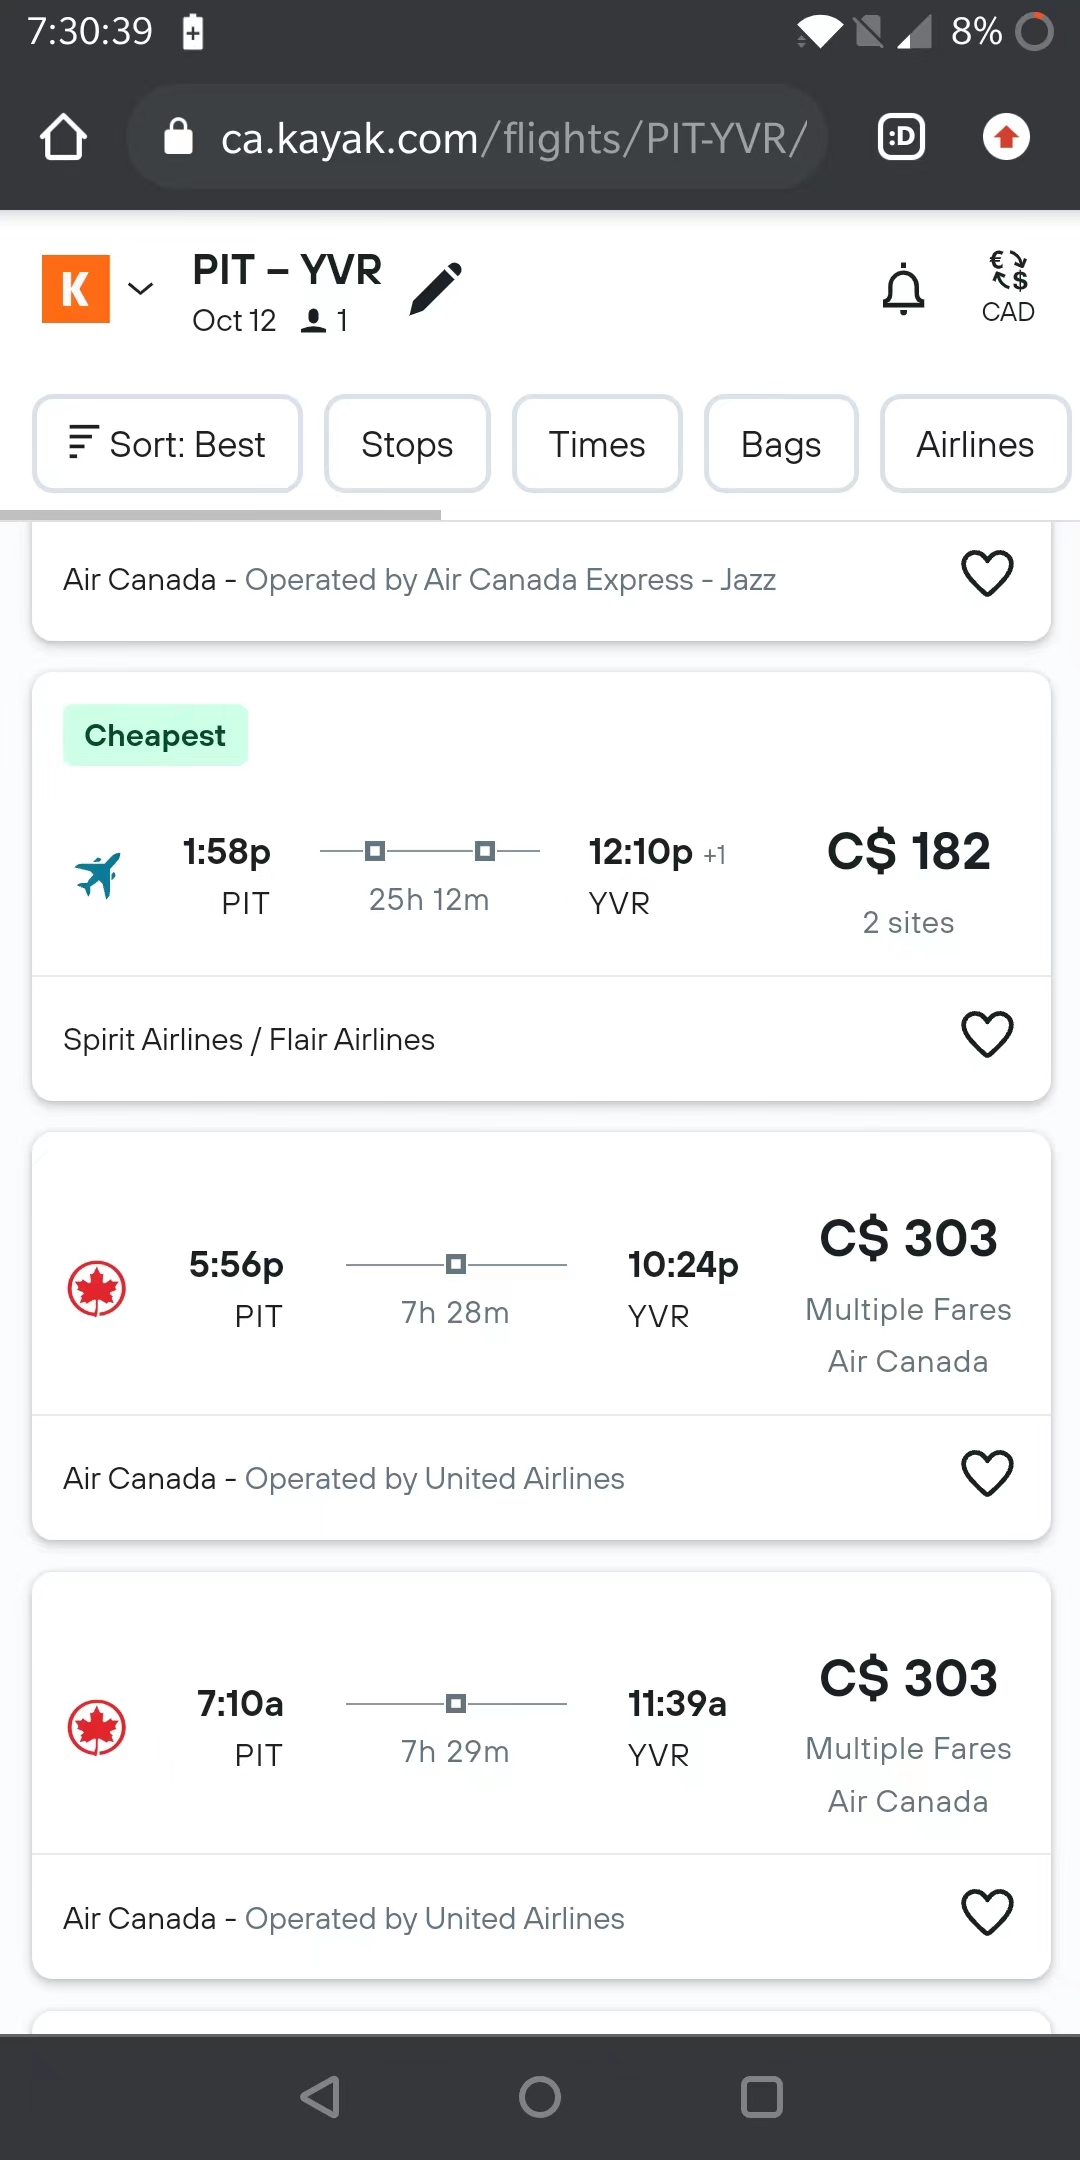 7:30:39 8%
ca.kayak.com/flights/PIT-YVR/ :D
K PIT – YVR
Oct 12 1 CAD
Sort: Best Stops Times Bags Airlines
Air Canada - Operated by Air Canada Express - Jazz
Cheapest
1:58p 12:10p +1 C$ 182
PIT 25h 12m YVR 2 sites
Spirit Airlines / Flair Airlines
5:56p 10:24p C$ 303
PIT 7h 28m YVR Multiple Fares
Air Canada
Air Canada - Operated by United Airlines
7:10a 11:39a C$ 303
PIT 7h 29m YVR Multiple Fares
Air Canada
Air Canada - Operated by United Airlines